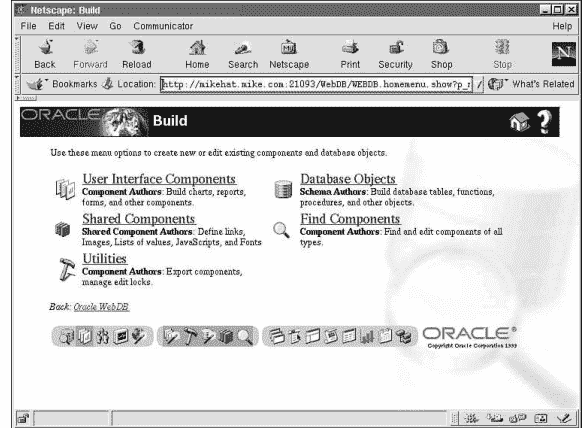 Netscape: Build
File Edit View Go Communicator Help
Back Forward Reload Home Search Netscape Print Security Shop Stop N
Bookmarks Location: http://mikehat.mike.com:21093/WebDB/WEBDB.homemenu.show?p_ What's Related
ORACLE Build ?
Use these menu options to create new or edit existing components and database objects.
User Interface Components
Component Authors: Build charts, reports,
forms, and other components.
Database Objects
Schema Authors: Build database tables, functions,
procedures, and other objects.
Shared Components
Shared Component Authors: Define links,
Images, Lists of values, JavaScripts, and Fonts
Find Components
Component Authors: Find and edit components of all
types.
Utilities
Component Authors: Export components,
manage edit locks.
Back: Oracle WebDB
ORACLE®
Copyright Oracle Corporation 1999